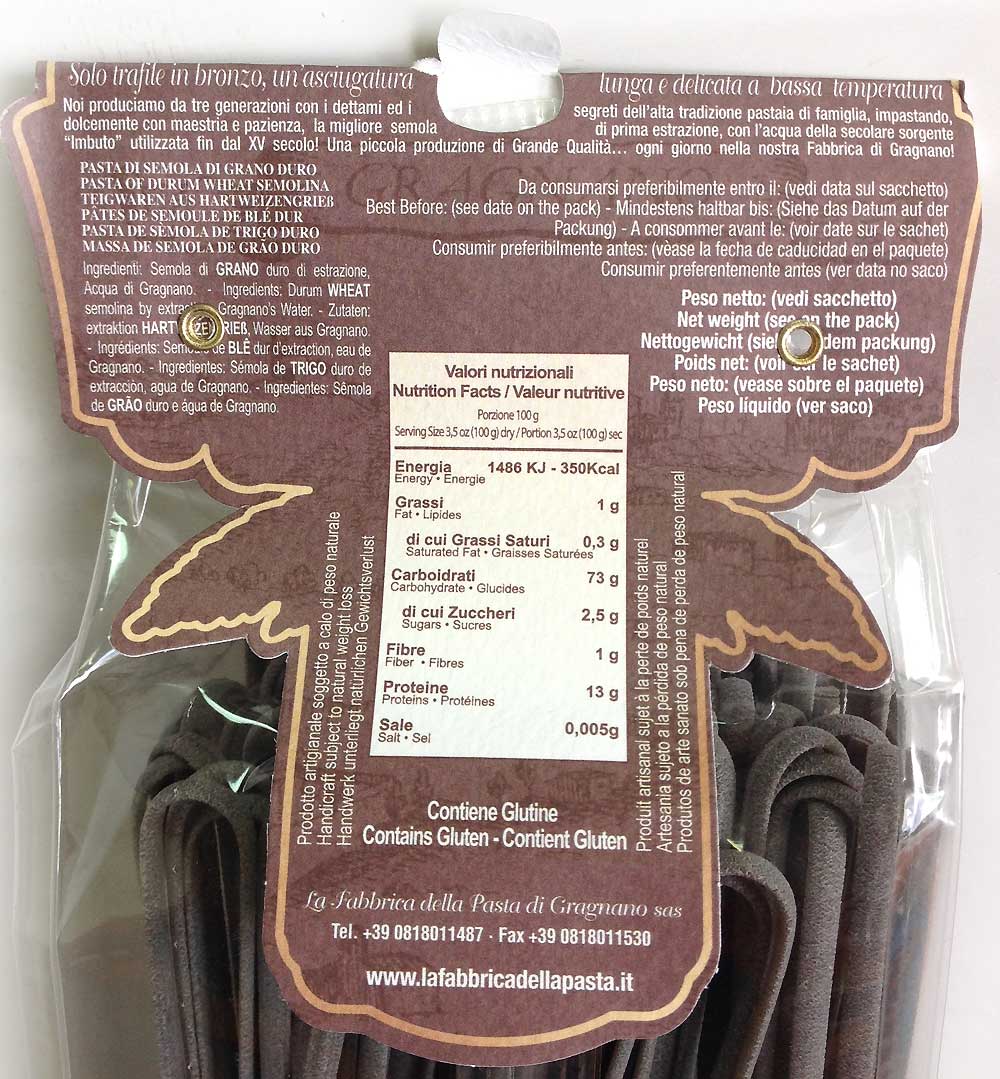 Solo trafile in bronzo, un'asciugatura lunga e delicata a bassa temperatura
Noi produciamo da tre generazioni con i dettami ed i segreti dell'alta tradizione pastaia di famiglia, impastando,
dolcemente con maestria e pazienza, la migliore semola di prima estrazione, con l'acqua della secolare sorgente
"Imbuto" utilizzata fin dal XV secolo! Una piccola produzione di Grande Qualità... ogni giorno nella nostra Fabbrica di Gragnano!
GRAGNANO
PASTA DI SEMOLA DI GRANO DURO
PASTA OF DURUM WHEAT SEMOLINA
TEIGWAREN AUS HARTWEIZENGRIEß
PÂTES DE SEMOULE DE BLÉ DUR
PASTA DE SÈMOLA DE TRIGO DURO
MASSA DE SEMOLA DE GRÃO DURO
Ingredienti: Semola di GRANO duro di estrazione,
Acqua di Gragnano. - Ingredients: Durum WHEAT
semolina by Gragnano's Water. - Zutaten:
extraktion Wasser aus Gragnano.
- Ingrédients: de BLÉ dur d'extraction, eau de
Gragnano. - Ingredientes: Sémola de TRIGO duro de
extracción, agua de Gragnano. - Ingredientes: Sêmola
de GRÃO duro e água de Gragnano.
Da consumarsi preferibilmente entro il: (vedi data sul sacchetto)
Best Before: (see date on the pack) - Mindestens haltbar bis: (Siehe das Datum auf der
Packung) - A consommer avant le: (voir date sur le sachet)
Consumir preferibilmente antes: (vèase la fecha de caducidad en el paquete)
Consumir preferentemente antes (ver data no saco)
Peso netto: (vedi sacchetto)
Net weight (see on the pack)
Nettogewicht dem packung)
Poids net: (voir sur le sachet)
Peso neto: (vease sobre el paquete)
Peso líquido (ver saco)
Valori nutrizionali
Nutrition Facts / Valeur nutritive
Porzione 100 g
Serving Size 3,5 oz (100 g) dry / Portion 3,5 oz (100 g) sec
Energia 1486 KJ - 350Kcal
Energy • Energie
Grassi 1 g
Fat • Lipides
di cui Grassi Saturi 0,3 g
Saturated Fat • Graisses Saturées
Carboidrati 73 g
Carbohydrate • Glucides
di cui Zuccheri 2,5 g
Sugars • Sucres
Fibre 1 g
Fiber • Fibres
Proteine 13 g
Proteins • Protéines
Sale 0,005g
Salt • Sel
Prodotto artigianale soggetto a calo di peso naturale
Handicraft subject to natural weight loss
Handwerk unterliegt natürlichen Gewichtsverlust
Produit artisanal sujet à la perte de poids naturel
Artesanía sujeto a la pérdida de peso natural
Produtos de arte sanato sob pena de perda de peso natural
Contiene Glutine
Contains Gluten - Contient Gluten
La Fabbrica della Pasta di Gragnano sas
Tel. +39 0818011487 - Fax +39 0818011530
www.lafabbricadellapasta.it